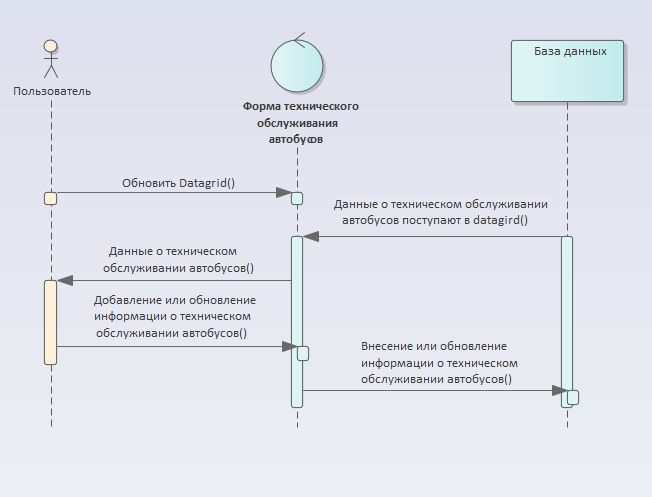 Пользователь
Форма технического
обслуживания
автобусов
База данных
Обновить Datagrid()
Данные о техническом обслуживании
автобусов поступают в datagird()
Данные о техническом
обслуживании автобусов()
Добавление или обновление
информации о техническом
обслуживании автобусов()
Внесение или обновление
информации о техническом
обслуживании автобусов()